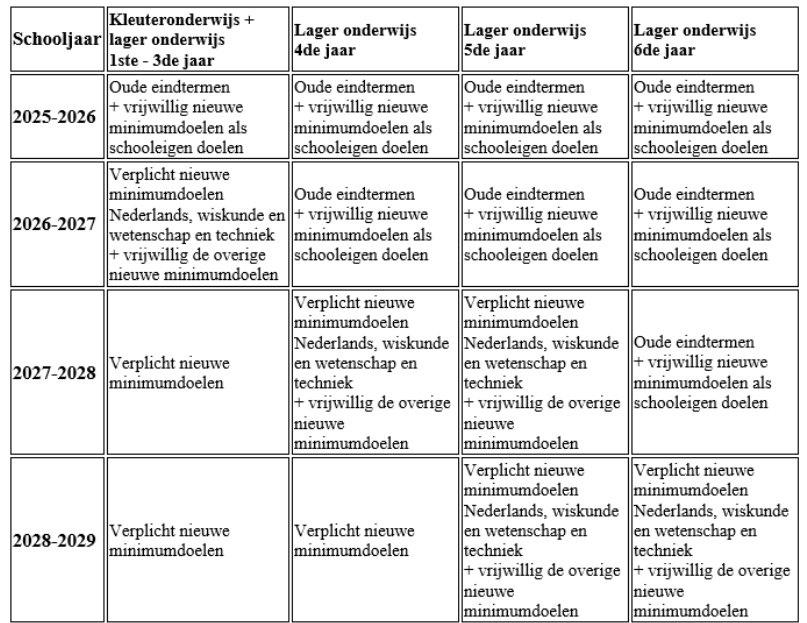 Schooljaar
Kleuteronderwijs +
lager onderwijs
1ste - 3de jaar
Lager onderwijs
4de jaar
Lager onderwijs
5de jaar
Lager onderwijs
6de jaar
2025-2026
Oude eindtermen
+ vrijwillig nieuwe
minimumdoelen als
schooleigen doelen
Oude eindtermen
+ vrijwillig nieuwe
minimumdoelen als
schooleigen doelen
Oude eindtermen
+ vrijwillig nieuwe
minimumdoelen als
schooleigen doelen
Oude eindtermen
+ vrijwillig nieuwe
minimumdoelen als
schooleigen doelen
2026-2027
Verplicht nieuwe
minimumdoelen
Nederlands, wiskunde en
wetenschap en techniek
+ vrijwillig de overige
nieuwe minimumdoelen
Oude eindtermen
+ vrijwillig nieuwe
minimumdoelen als
schooleigen doelen
Oude eindtermen
+ vrijwillig nieuwe
minimumdoelen als
schooleigen doelen
Oude eindtermen
+ vrijwillig nieuwe
minimumdoelen als
schooleigen doelen
2027-2028
Verplicht nieuwe
minimumdoelen
Verplicht nieuwe
minimumdoelen
Nederlands, wiskunde
en wetenschap en
techniek
+ vrijwillig de overige
nieuwe
minimumdoelen
Verplicht nieuwe
minimumdoelen
Nederlands, wiskunde
en wetenschap en
techniek
+ vrijwillig de overige
nieuwe
minimumdoelen
Oude eindtermen
+ vrijwillig nieuwe
minimumdoelen als
schooleigen doelen
2028-2029
Verplicht nieuwe
minimumdoelen
Verplicht nieuwe
minimumdoelen
Verplicht nieuwe
minimumdoelen
Nederlands, wiskunde
en wetenschap en
techniek
+ vrijwillig de overige
nieuwe
minimumdoelen
Verplicht nieuwe
minimumdoelen
Nederlands, wiskunde
en wetenschap en
techniek
+ vrijwillig de overige
nieuwe
minimumdoelen